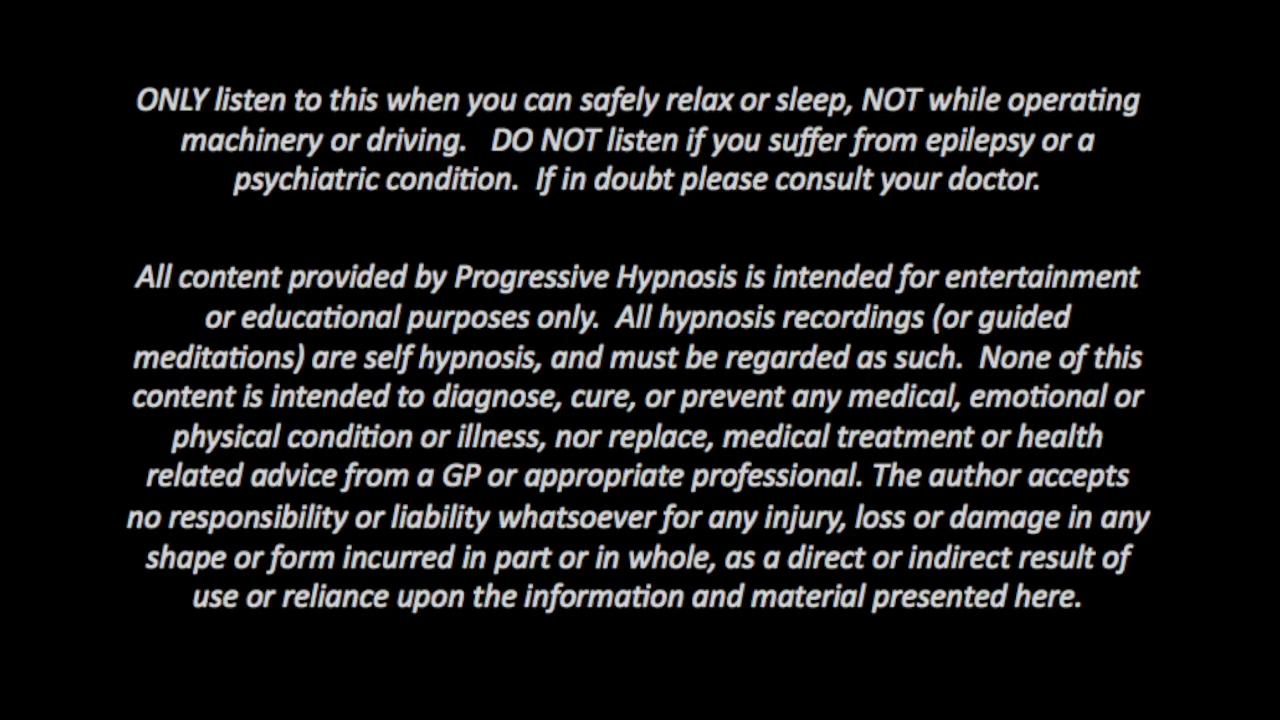 ONLY listen to this when you can safely relax or sleep, NOT while operating
machinery or driving.   DO NOT listen if you suffer from epilepsy or a
psychiatric condition.  If in doubt please consult your doctor.
All content provided by Progressive Hypnosis is intended for entertainment
or educational purposes only.  All hypnosis recordings (or guided
meditations) are self hypnosis, and must be regarded as such.  None of this
content is intended to diagnose, cure, or prevent any medical, emotional or
physical condition or illness, nor replace, medical treatment or health
related advice from a GP or appropriate professional. The author accepts
no responsibility or liability whatsoever for any injury, loss or damage in any
shape or form incurred in part or in whole, as a direct or indirect result of
use or reliance upon the information and material presented here.